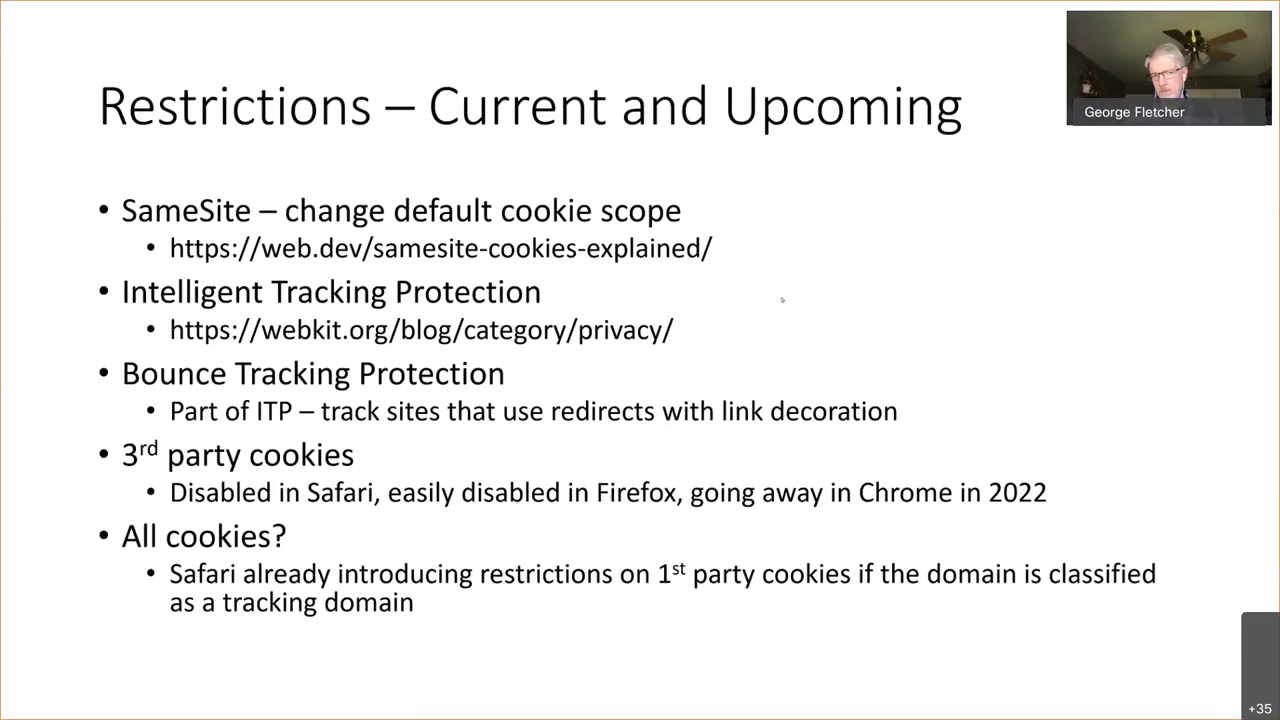 Restrictions – Current and Upcoming
George Fletcher
• SameSite – change default cookie scope
• https://web.dev/samesite-cookies-explained/
• Intelligent Tracking Protection
• https://webkit.org/blog/category/privacy/
• Bounce Tracking Protection
• Part of ITP – track sites that use redirects with link decoration
• 3rd party cookies
• Disabled in Safari, easily disabled in Firefox, going away in Chrome in 2022
• All cookies?
• Safari already introducing restrictions on 1st party cookies if the domain is classified
as a tracking domain
+35